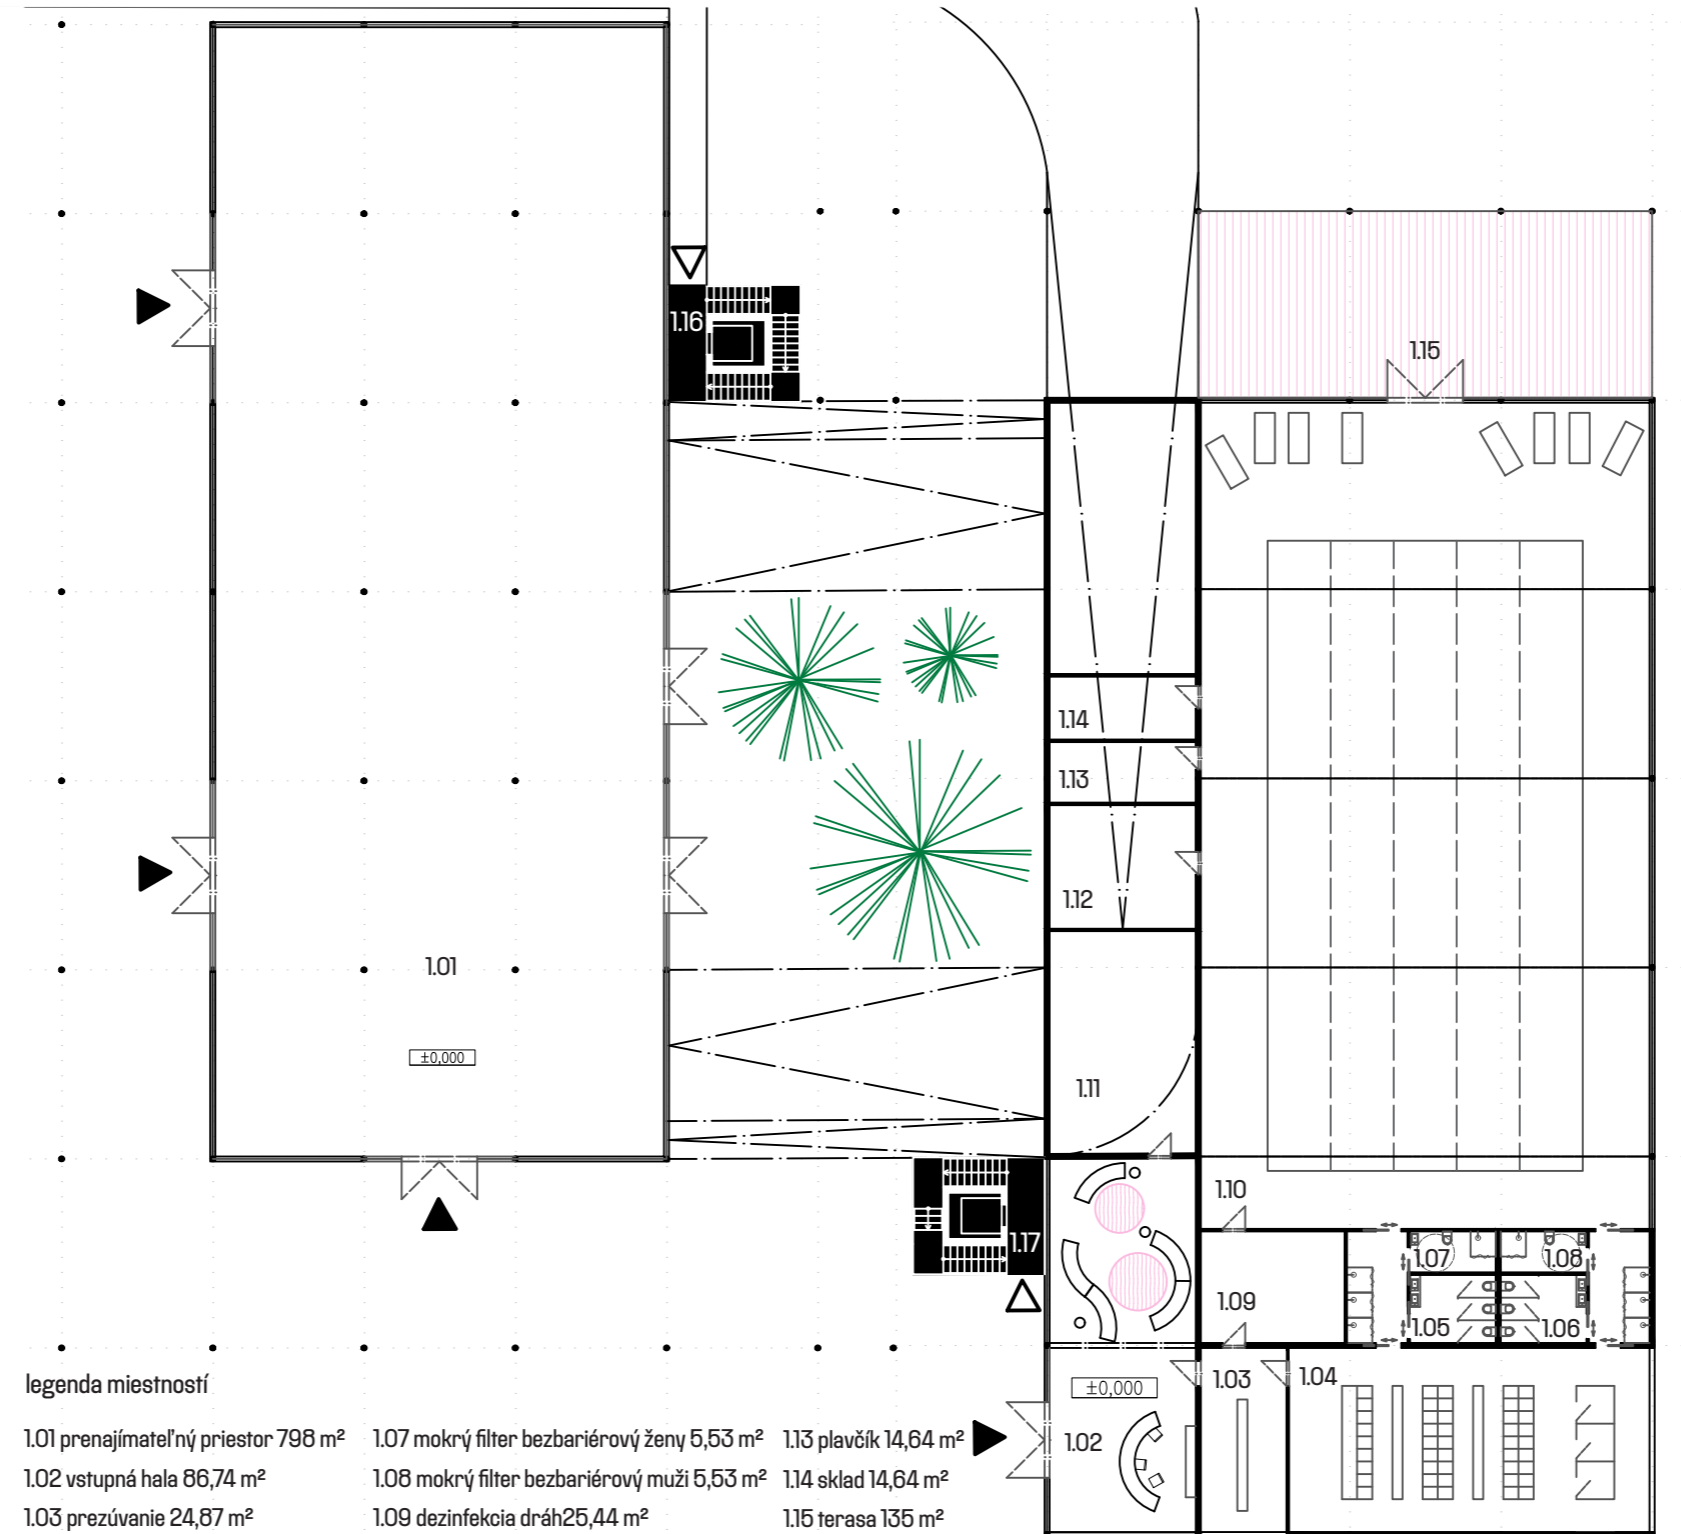 1.16
1.15
1.14
1.13
1.12
1.01
±0,000
1.11
1.10
1.17
1.07
1.08
1.09
1.05
1.06
±0,000
1.03
1.04
1.02
legenda miestností
1.01 prenajímateľný priestor 798 m²
1.02 vstupná hala 86,74 m²
1.03 prezúvanie 24,87 m²
1.07 mokrý filter bezbariérový ženy 5,53 m²
1.08 mokrý filter bezbariérový muži 5,53 m²
1.09 dezinfekcia dráh25,44 m²
1.13 plavčík 14,64 m²
1.14 sklad 14,64 m²
1.15 terasa 135 m²